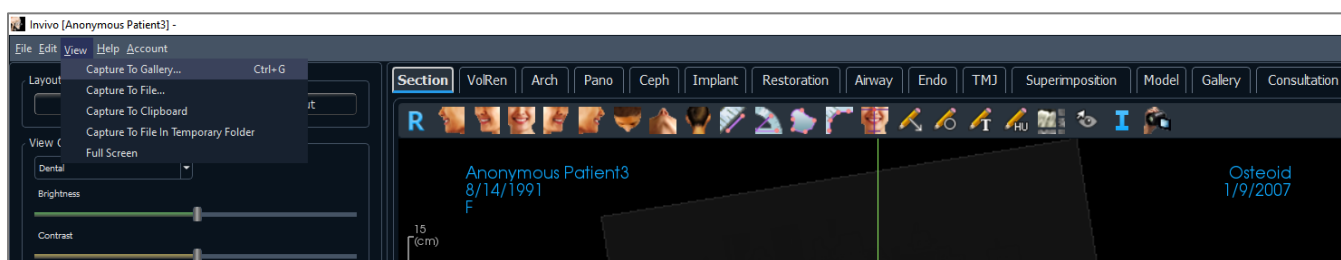 Invivo [Anonymous Patient3] -
File Edit View Help Account
Capture To Gallery... Ctrl+G
Capture To File...
Capture To Clipboard
Capture To File In Temporary Folder
Full Screen
Layout
ut
View
Dental
Brightness
Contrast
Section VolRen Arch Pano Ceph Implant Restoration Airway Endo TMJ Superimposition Model Gallery Consultation
R T HU I
Anonymous Patient3
8/14/1991
F
Osteoid
1/9/2007
15
(cm)